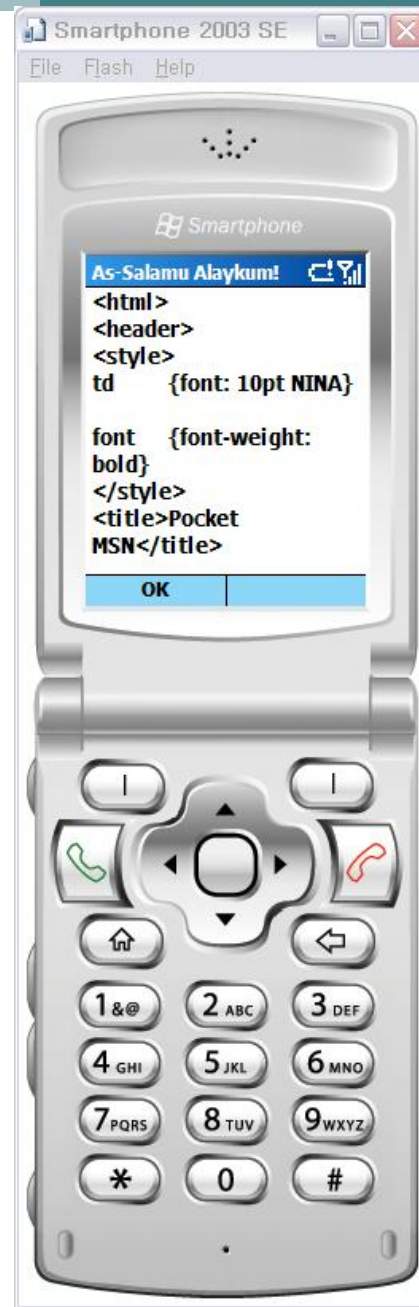 Smartphone 2003 SE
File Flash Help
Smartphone
As-Salamu Alaykum!
<html>
<header>
<style>
td {font: 10pt NINA}
font {font-weight:
bold}
</style>
<title>Pocket
MSN</title>
OK
1 &@ 2 ABC 3 DEF
4 GHI 5 JKL 6 MNO
7 PQRS 8 TUV 9 WXYZ
* 0 #